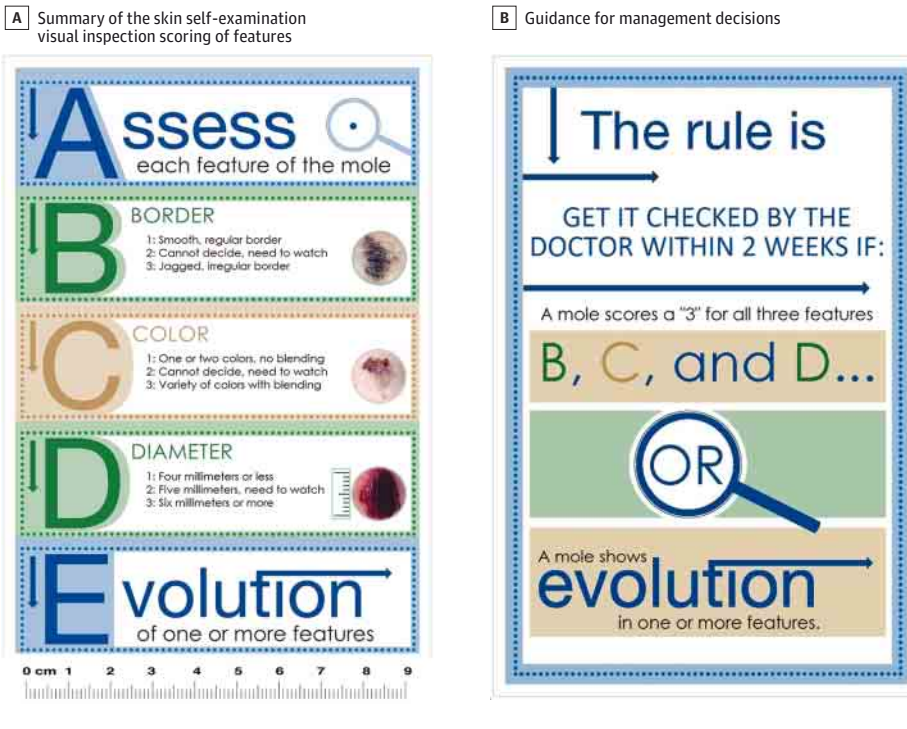 A Summary of the skin self-examination
visual inspection scoring of features
Assess
each feature of the mole
B
BORDER
1: Smooth, regular border
2: Cannot decide, need to watch
3: Jagged, irregular border
C
COLOR
1: One or two colors, no blending
2: Cannot decide, need to watch
3: Variety of colors with blending
D
DIAMETER
1: Four millimeters or less
2: Five millimeters, need to watch
3: Six millimeters or more
Evolution
of one or more features
0 cm 1 2 3 4 5 6 7 8 9
B Guidance for management decisions
The rule is
GET IT CHECKED BY THE
DOCTOR WITHIN 2 WEEKS IF:
A mole scores a "3" for all three features
B, C, and D...
OR
A mole shows
evolution
in one or more features.